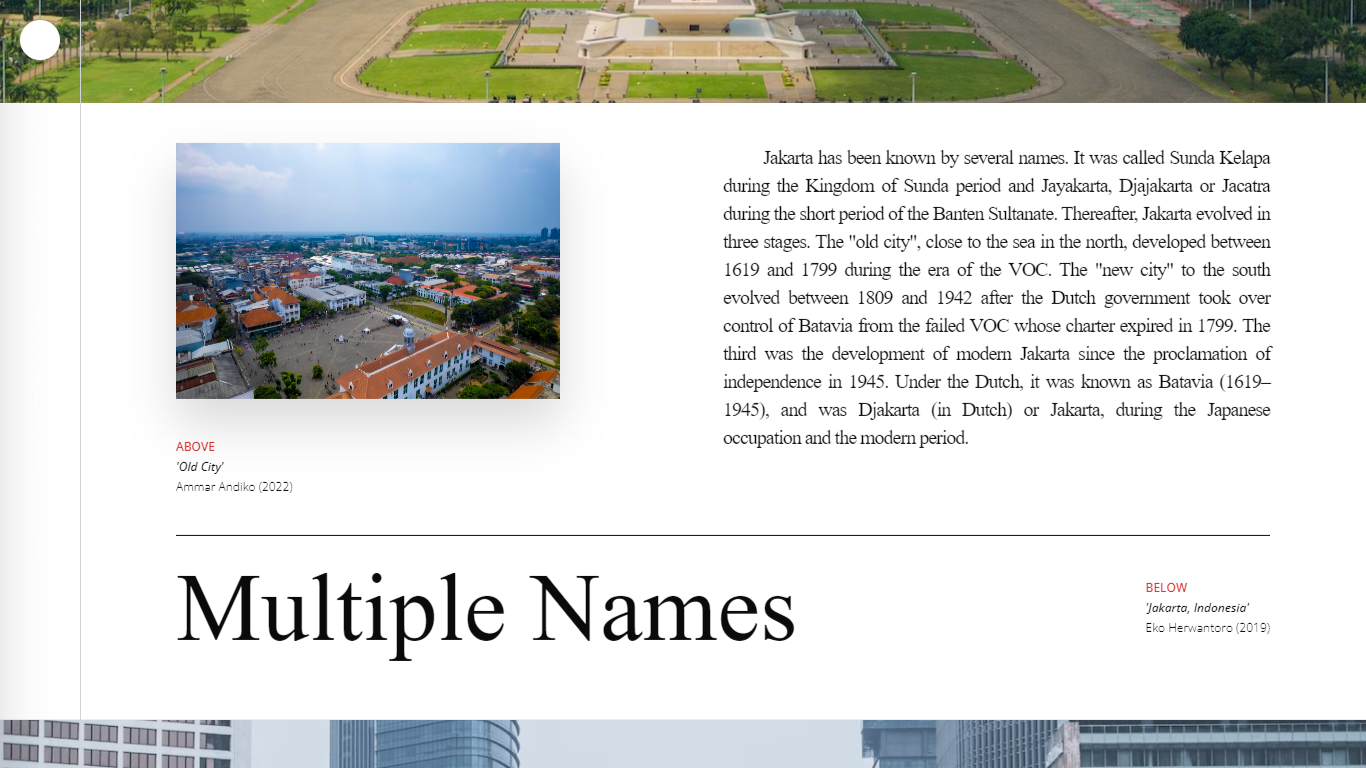 Jakarta has been known by several names. It was called Sunda Kelapa
during the Kingdom of Sunda period and Jayakarta, Djajakarta or Jacatra
during the short period of the Banten Sultanate. Thereafter, Jakarta evolved in
three stages. The "old city", close to the sea in the north, developed between
1619 and 1799 during the era of the VOC. The "new city" to the south
evolved between 1809 and 1942 after the Dutch government took over
control of Batavia from the failed VOC whose charter expired in 1799. The
third was the development of modern Jakarta since the proclamation of
independence in 1945. Under the Dutch, it was known as Batavia (1619–
1945), and was Djakarta (in Dutch) or Jakarta, during the Japanese
occupation and the modern period.
ABOVE
'Old City'
Ammar Andiko (2022)
Multiple Names
BELOW
'Jakarta, Indonesia'
Eko Herwantoro (2019)